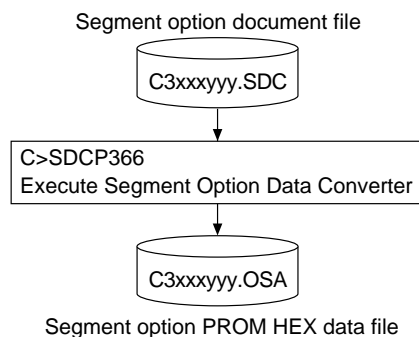 Segment option document file
C3xxxyyy.SDC
C>SDCP366
Execute Segment Option Data Converter
C3xxxyyy.OSA
Segment option PROM HEX data file